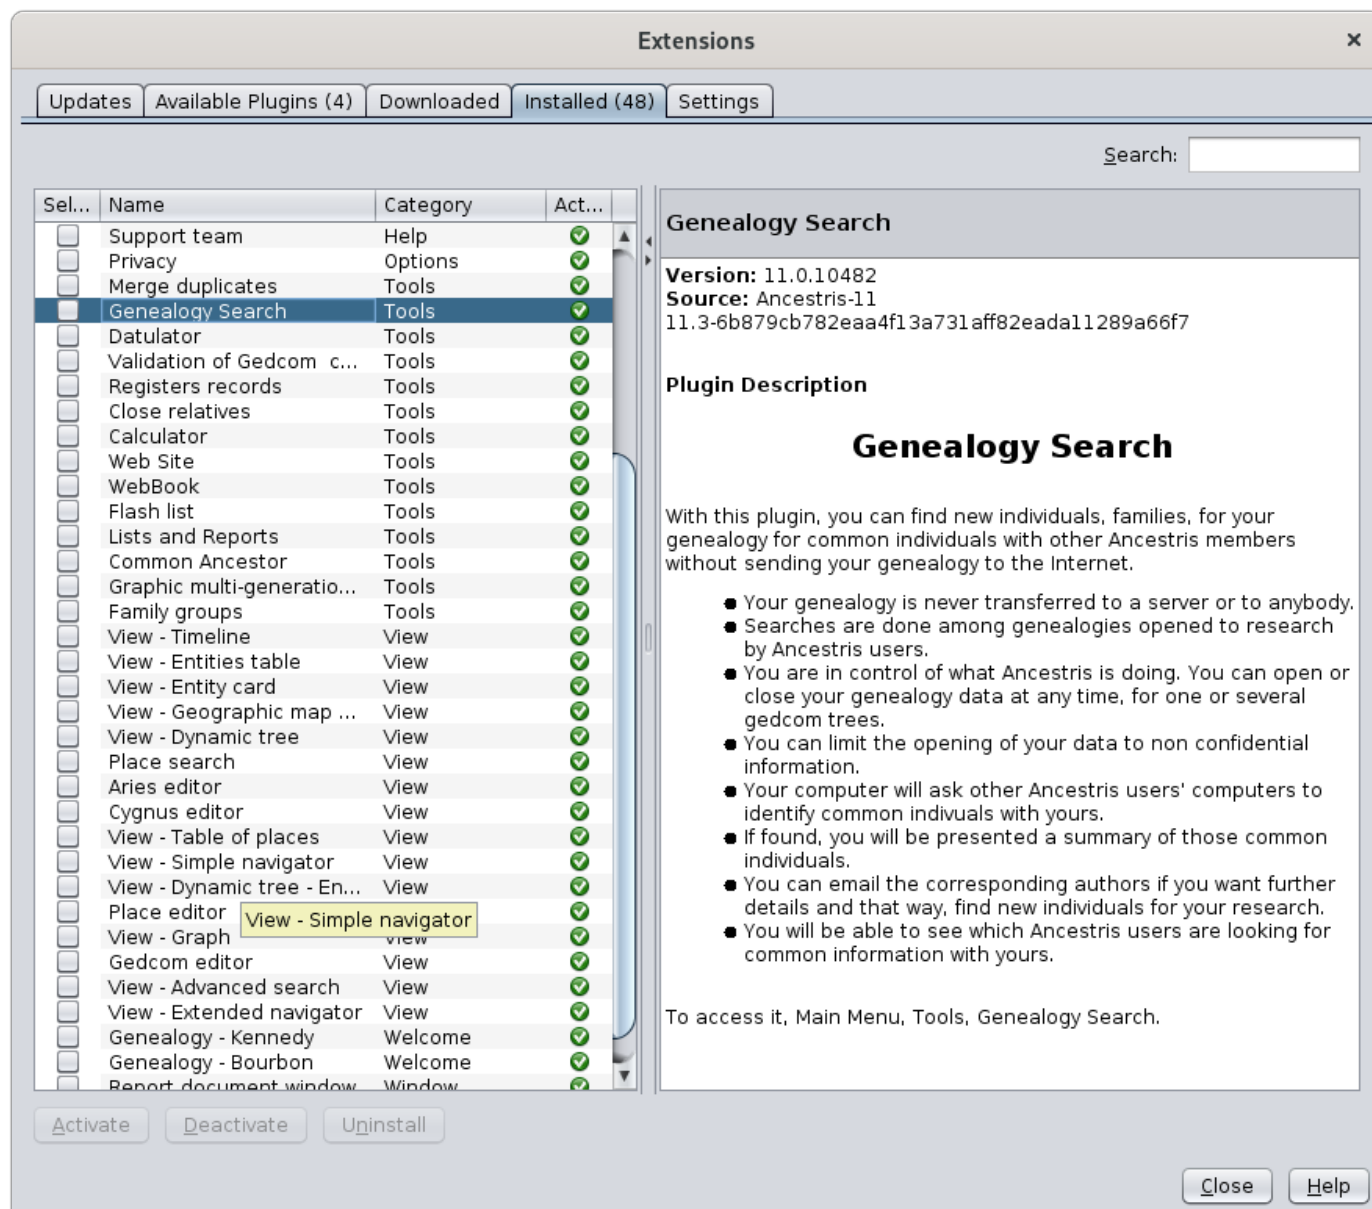 Extensions
Updates Available Plugins (4) Downloaded Installed (48) Settings
Search:
Sel... Name Category Act...
Support team Help
Privacy Options
Merge duplicates Tools
Genealogy Search Tools
Datulator Tools
Validation of Gedcom c... Tools
Registers records Tools
Close relatives Tools
Calculator Tools
Web Site Tools
WebBook Tools
Flash list Tools
Lists and Reports Tools
Common Ancestor Tools
Graphic multi-generatio... Tools
Family groups Tools
View - Timeline View
View - Entities table View
View - Entity card View
View - Geographic map ... View
View - Dynamic tree View
Place search View
Aries editor View
Cygnus editor View
View - Table of places View
View - Simple navigator View
View - Dynamic tree - En... View
Place editor
View - Simple navigator
View - Graph View
Gedcom editor View
View - Advanced search View
View - Extended navigator View
Genealogy - Kennedy Welcome
Genealogy - Bourbon Welcome
Report document window Window
Genealogy Search
Version: 11.0.10482
Source: Ancestris-11
11.3-6b879cb782eaa4f13a731aff82eada11289a66f7
Plugin Description
Genealogy Search
With this plugin, you can find new individuals, families, for your
genealogy for common individuals with other Ancestris members
without sending your genealogy to the Internet.
Your genealogy is never transferred to a server or to anybody.
Searches are done among genealogies opened to research
by Ancestris users.
You are in control of what Ancestris is doing. You can open or
close your genealogy data at any time, for one or several
gedcom trees.
You can limit the opening of your data to non confidential
information.
Your computer will ask other Ancestris users' computers to
identify common indivuals with yours.
If found, you will be presented a summary of those common
individuals.
You can email the corresponding authors if you want further
details and that way, find new individuals for your research.
You will be able to see which Ancestris users are looking for
common information with yours.
To access it, Main Menu, Tools, Genealogy Search.
Activate Deactivate Uninstall
Close Help